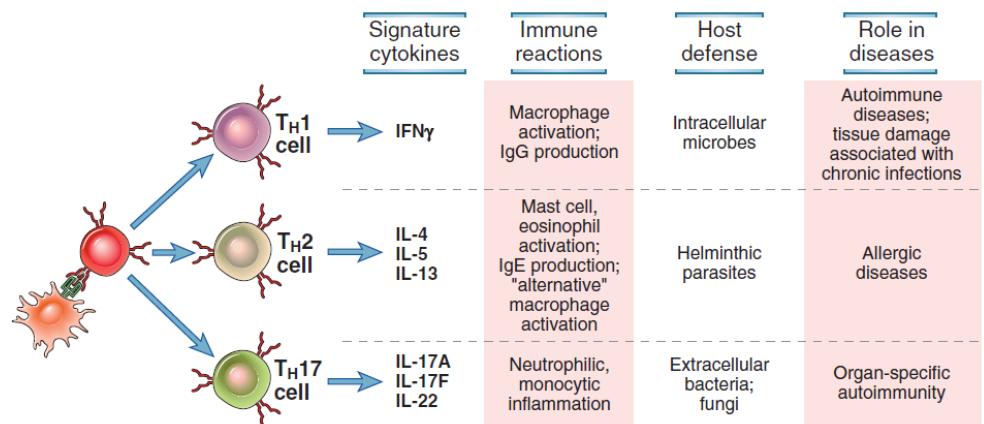 Signature
cytokines
Immune
reactions
Host
defense
Role in
diseases
TH1
cell
IFNγ
Macrophage
activation;
IgG production
Intracellular
microbes
Autoimmune
diseases;
tissue damage
associated with
chronic infections
TH2
cell
IL-4
IL-5
IL-13
Mast cell,
eosinophil
activation;
IgE production;
"alternative"
macrophage
activation
Helminthic
parasites
Allergic
diseases
TH17
cell
IL-17A
IL-17F
IL-22
Neutrophilic,
monocytic
inflammation
Extracellular
bacteria;
fungi
Organ-specific
autoimmunity